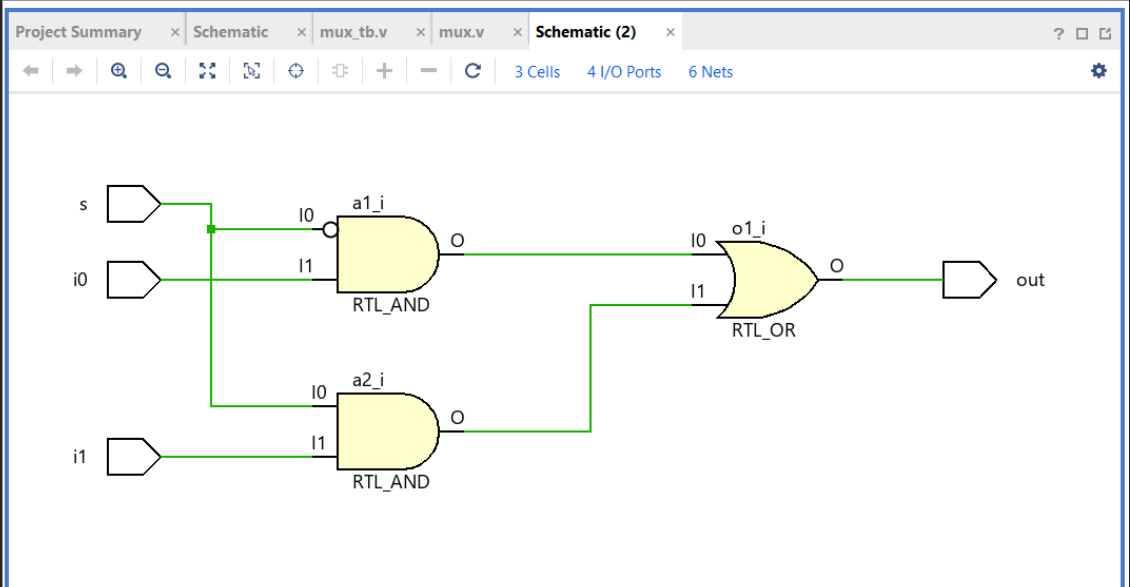 Project Summary × Schematic × mux_tb.v × mux.v × Schematic (2) × ?
3 Cells 4 I/O Ports 6 Nets
s
i0
i1
I0
I1
a1_i
O
RTL_AND
I0
I1
a2_i
O
RTL_AND
I0
I1
o1_i
O
RTL_OR
out